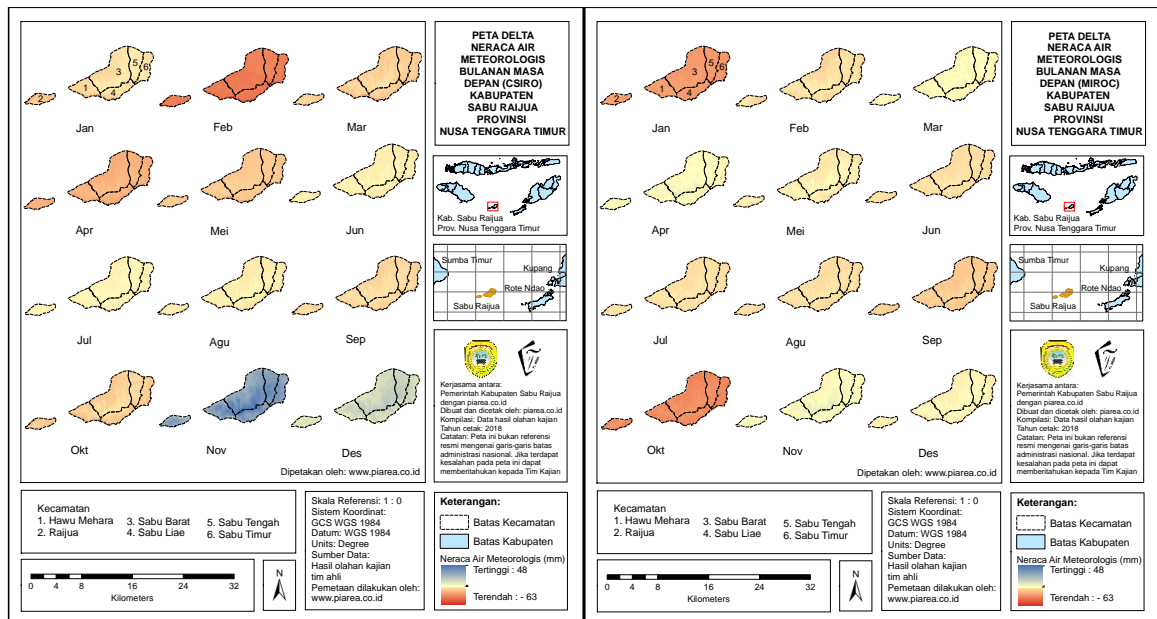 PETA DELTA
NERACA AIR
METEOROLOGIS
BULANAN MASA
DEPAN (CSIRO)
KABUPATEN
SABU RAIJUA
PROVINSI
NUSA TENGGARA TIMUR
1
2
3
4
5
6
Jan
Feb
Mar
Apr
Mei
Jun
Jul
Agu
Sep
Okt
Nov
Des
Dipetakan oleh: www.piarea.co.id
Kab. Sabu Raijua
Prov. Nusa Tenggara Timur
Sumba Timur
Kupang
Rote Ndao
Sabu Raijua
Kerjasama antara:
Pemerintah Kabupaten Sabu Raijua
dengan piarea.co.id
Dibuat dan dicetak oleh: piarea.co.id
Kompilasi: Data hasil olahan kajian
Tahun cetak: 2018
Catatan: Peta ini bukan referensi
resmi mengenai garis-garis batas
administrasi nasional. Jika terdapat
kesalahan pada peta ini dapat
memberitahukan kepada Tim Kajian
Kecamatan
1. Hawu Mehara 3. Sabu Barat 5. Sabu Tengah
2. Raijua 4. Sabu Liae 6. Sabu Timur
0 4 8 16 24 32
Kilometers
N
Skala Referensi: 1 : 0
Sistem Koordinat:
GCS WGS 1984
Datum: WGS 1984
Units: Degree
Sumber Data:
Hasil olahan kajian
tim ahli
Pemetaan dilakukan oleh:
www.piarea.co.id
Keterangan:
Batas Kecamatan
Batas Kabupaten
Neraca Air Meteorologis (mm)
Tertinggi : 48
Terendah : - 63
PETA DELTA
NERACA AIR
METEOROLOGIS
BULANAN MASA
DEPAN (MIROC)
KABUPATEN
SABU RAIJUA
PROVINSI
NUSA TENGGARA TIMUR
1
2
3
4
5
6
Jan
Feb
Mar
Apr
Mei
Jun
Jul
Agu
Sep
Okt
Nov
Des
Dipetakan oleh: www.piarea.co.id
Kab. Sabu Raijua
Prov. Nusa Tenggara Timur
Sumba Timur
Kupang
Rote Ndao
Sabu Raijua
Kerjasama antara:
Pemerintah Kabupaten Sabu Raijua
dengan piarea.co.id
Dibuat dan dicetak oleh: piarea.co.id
Kompilasi: Data hasil olahan kajian
Tahun cetak: 2018
Catatan: Peta ini bukan referensi
resmi mengenai garis-garis batas
administrasi nasional. Jika terdapat
kesalahan pada peta ini dapat
memberitahukan kepada Tim Kajian
Kecamatan
1. Hawu Mehara 3. Sabu Barat 5. Sabu Tengah
2. Raijua 4. Sabu Liae 6. Sabu Timur
0 4 8 16 24 32
Kilometers
N
Skala Referensi: 1 : 0
Sistem Koordinat:
GCS WGS 1984
Datum: WGS 1984
Units: Degree
Sumber Data:
Hasil olahan kajian
tim ahli
Pemetaan dilakukan oleh:
www.piarea.co.id
Keterangan:
Batas Kecamatan
Batas Kabupaten
Neraca Air Meteorologis (mm)
Tertinggi : 48
Terendah : - 63